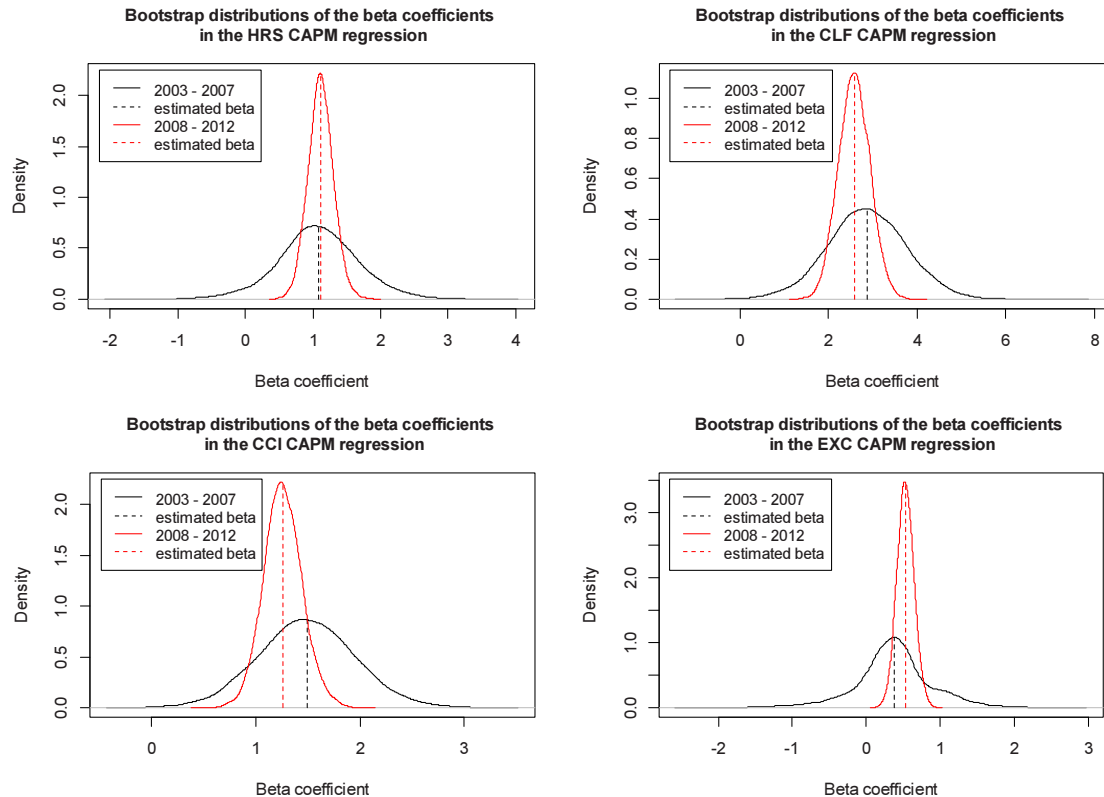 Bootstrap distributions of the beta coefficients
in the HRS CAPM regression
2003 - 2007
estimated beta
2008 - 2012
estimated beta
Density
0.0 0.5 1.0 1.5 2.0
-2 -1 0 1 2 3 4
Beta coefficient
Bootstrap distributions of the beta coefficients
in the CLF CAPM regression
2003 - 2007
estimated beta
2008 - 2012
estimated beta
Density
0.0 0.2 0.4 0.6 0.8 1.0
0 2 4 6 8
Beta coefficient
Bootstrap distributions of the beta coefficients
in the CCI CAPM regression
2003 - 2007
estimated beta
2008 - 2012
estimated beta
Density
0.0 0.5 1.0 1.5 2.0
0 1 2 3
Beta coefficient
Bootstrap distributions of the beta coefficients
in the EXC CAPM regression
2003 - 2007
estimated beta
2008 - 2012
estimated beta
Density
0.0 1.0 2.0 3.0
-2 -1 0 1 2 3
Beta coefficient